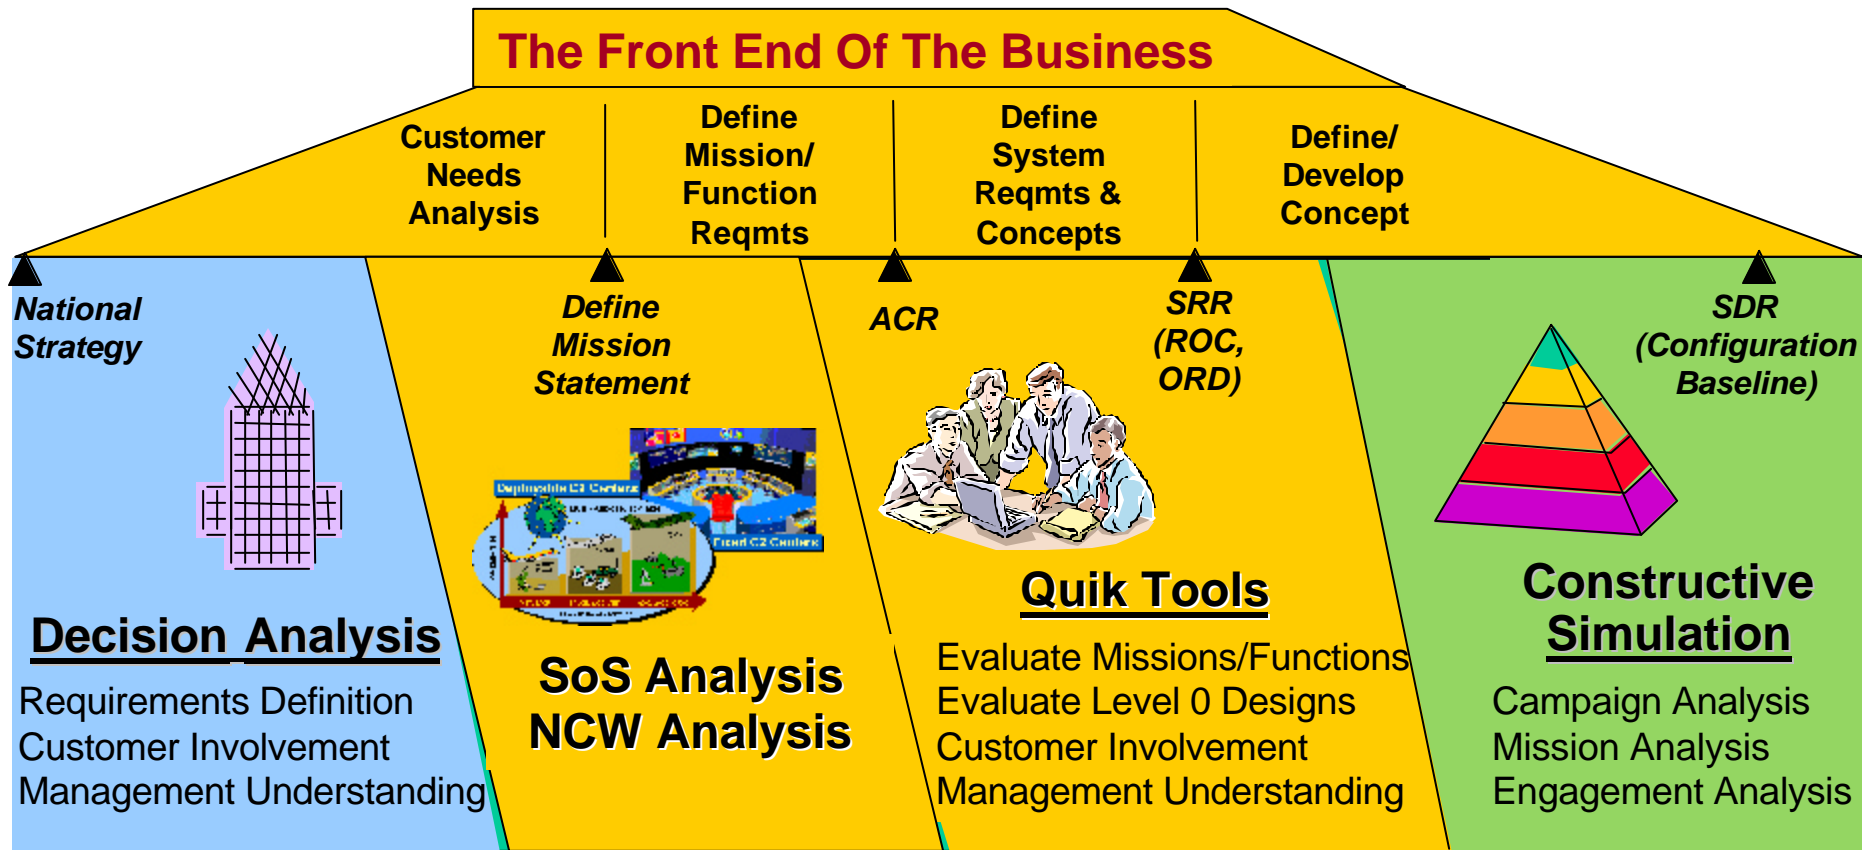 The Front End Of The Business
Customer
Needs
Analysis
Define
Mission/
Function
Reqmts
Define
System
Reqmts &
Concepts
Define/
Develop
Concept
National
Strategy
Define
Mission
Statement
ACR
SRR
(ROC,
ORD)
SDR
(Configuration
Baseline)
Deployable C2 Centers
Fixed C2 Centers
Decision Analysis
Requirements Definition
Customer Involvement
Management Understanding
SoS Analysis
NCW Analysis
Quik Tools
Evaluate Missions/Functions
Evaluate Level 0 Designs
Customer Involvement
Management Understanding
Constructive
Simulation
Campaign Analysis
Mission Analysis
Engagement Analysis